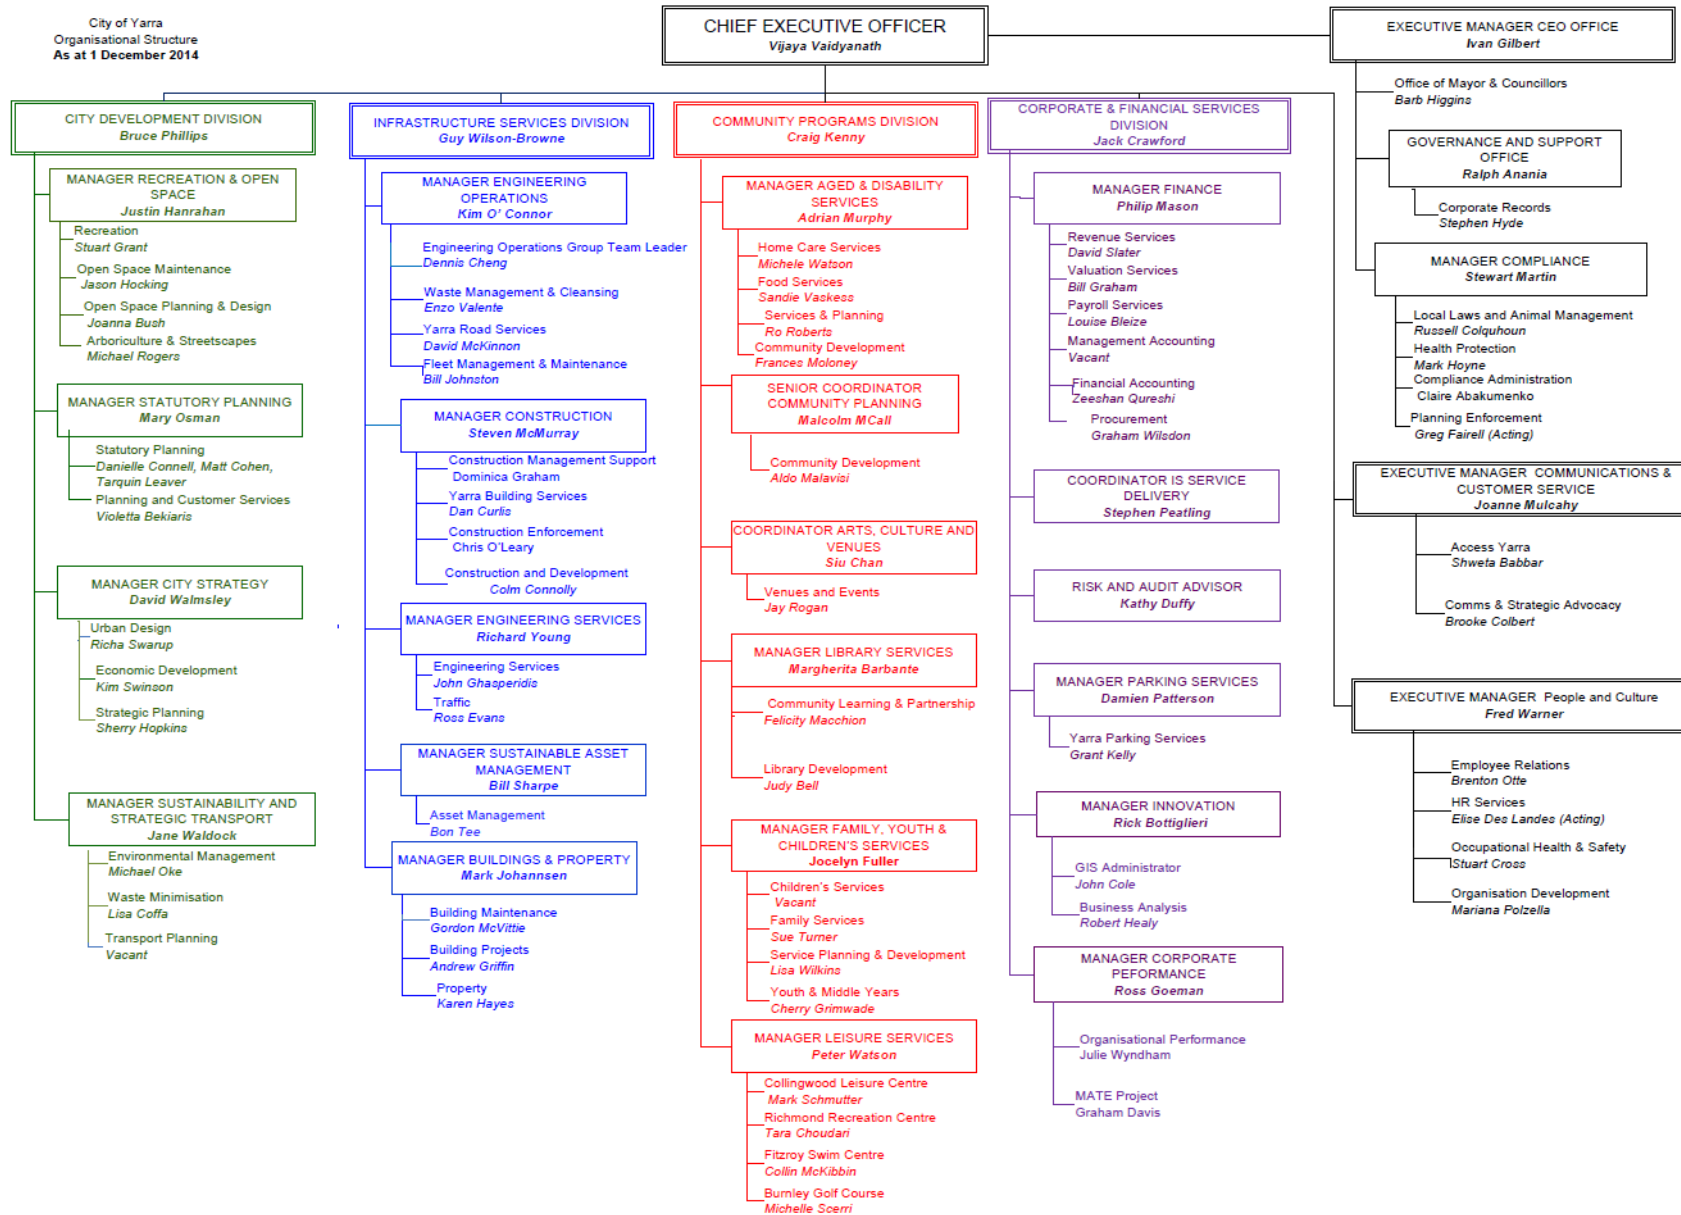 City of Yarra
Organisational Structure
As at 1 December 2014
CHIEF EXECUTIVE OFFICER
Vijaya Vaidyanath
EXECUTIVE MANAGER CEO OFFICE
Ivan Gilbert
Office of Mayor & Councillors
Barb Higgins
GOVERNANCE AND SUPPORT
OFFICE
Ralph Anania
Corporate Records
Stephen Hyde
MANAGER COMPLIANCE
Stewart Martin
Local Laws and Animal Management
Russell Colquhoun
Health Protection
Mark Hoyne
Compliance Administration
Claire Abakumenko
Planning Enforcement
Greg Fairell (Acting)
CITY DEVELOPMENT DIVISION
Bruce Phillips
MANAGER RECREATION & OPEN
SPACE
Justin Hanrahan
Recreation
Stuart Grant
Open Space Maintenance
Jason Hocking
Open Space Planning & Design
Joanna Bush
Arboriculture & Streetscapes
Michael Rogers
MANAGER STATUTORY PLANNING
Mary Osman
Statutory Planning
Danielle Connell, Matt Cohen,
Tarquin Leaver
Planning and Customer Services
Violetta Bekiaris
MANAGER CITY STRATEGY
David Walmsley
Urban Design
Richa Swarup
Economic Development
Kim Swinson
Strategic Planning
Sherry Hopkins
MANAGER SUSTAINABILITY AND
STRATEGIC TRANSPORT
Jane Waldock
Environmental Management
Michael Oke
Waste Minimisation
Lisa Coffa
Transport Planning
Vacant
INFRASTRUCTURE SERVICES DIVISION
Guy Wilson-Browne
MANAGER ENGINEERING
OPERATIONS
Kim O' Connor
Engineering Operations Group Team Leader
Dennis Cheng
Waste Management & Cleansing
Enzo Valente
Yarra Road Services
David McKinnon
Fleet Management & Maintenance
Bill Johnston
MANAGER CONSTRUCTION
Steven McMurray
Construction Management Support
Dominica Graham
Yarra Building Services
Dan Curlis
Construction Enforcement
Chris O'Leary
Construction and Development
Colm Connolly
MANAGER ENGINEERING SERVICES
Richard Young
Engineering Services
John Ghasperidis
Traffic
Ross Evans
MANAGER SUSTAINABLE ASSET
MANAGEMENT
Bill Sharpe
Asset Management
Bon Tee
MANAGER BUILDINGS & PROPERTY
Mark Johannsen
Building Maintenance
Gordon McVittie
Building Projects
Andrew Griffin
Property
Karen Hayes
COMMUNITY PROGRAMS DIVISION
Craig Kenny
MANAGER AGED & DISABILITY
SERVICES
Adrian Murphy
Home Care Services
Michele Watson
Food Services
Sandie Vaskess
Services & Planning
Ro Roberts
Community Development
Frances Moloney
SENIOR COORDINATOR
COMMUNITY PLANNING
Malcolm MCall
Community Development
Aldo Malavisi
COORDINATOR ARTS, CULTURE AND
VENUES
Siu Chan
Venues and Events
Jay Rogan
MANAGER LIBRARY SERVICES
Margherita Barbante
Community Learning & Partnership
Felicity Macchion
Library Development
Judy Bell
MANAGER FAMILY, YOUTH &
CHILDREN'S SERVICES
Jocelyn Fuller
Children's Services
Vacant
Family Services
Sue Turner
Service Planning & Development
Lisa Wilkins
Youth & Middle Years
Cherry Grimwade
MANAGER LEISURE SERVICES
Peter Watson
Collingwood Leisure Centre
Mark Schmutter
Richmond Recreation Centre
Tara Choudari
Fitzroy Swim Centre
Collin McKibbin
Burnley Golf Course
Michelle Scerri
CORPORATE & FINANCIAL SERVICES
DIVISION
Jack Crawford
MANAGER FINANCE
Philip Mason
Revenue Services
David Slater
Valuation Services
Bill Graham
Payroll Services
Louise Bleize
Management Accounting
Vacant
Financial Accounting
Zeeshan Qureshi
Procurement
Graham Wilsdon
COORDINATOR IS SERVICE
DELIVERY
Stephen Peatling
RISK AND AUDIT ADVISOR
Kathy Duffy
MANAGER PARKING SERVICES
Damien Patterson
Yarra Parking Services
Grant Kelly
MANAGER INNOVATION
Rick Bottiglieri
GIS Administrator
John Cole
Business Analysis
Robert Healy
MANAGER CORPORATE
PEFORMANCE
Ross Goeman
Organisational Performance
Julie Wyndham
MATE Project
Graham Davis
EXECUTIVE MANAGER COMMUNICATIONS &
CUSTOMER SERVICE
Joanne Mulcahy
Access Yarra
Shweta Babbar
Comms & Strategic Advocacy
Brooke Colbert
EXECUTIVE MANAGER People and Culture
Fred Warner
Employee Relations
Brenton Otte
HR Services
Elise Des Landes (Acting)
Occupational Health & Safety
Stuart Cross
Organisation Development
Mariana Polzella